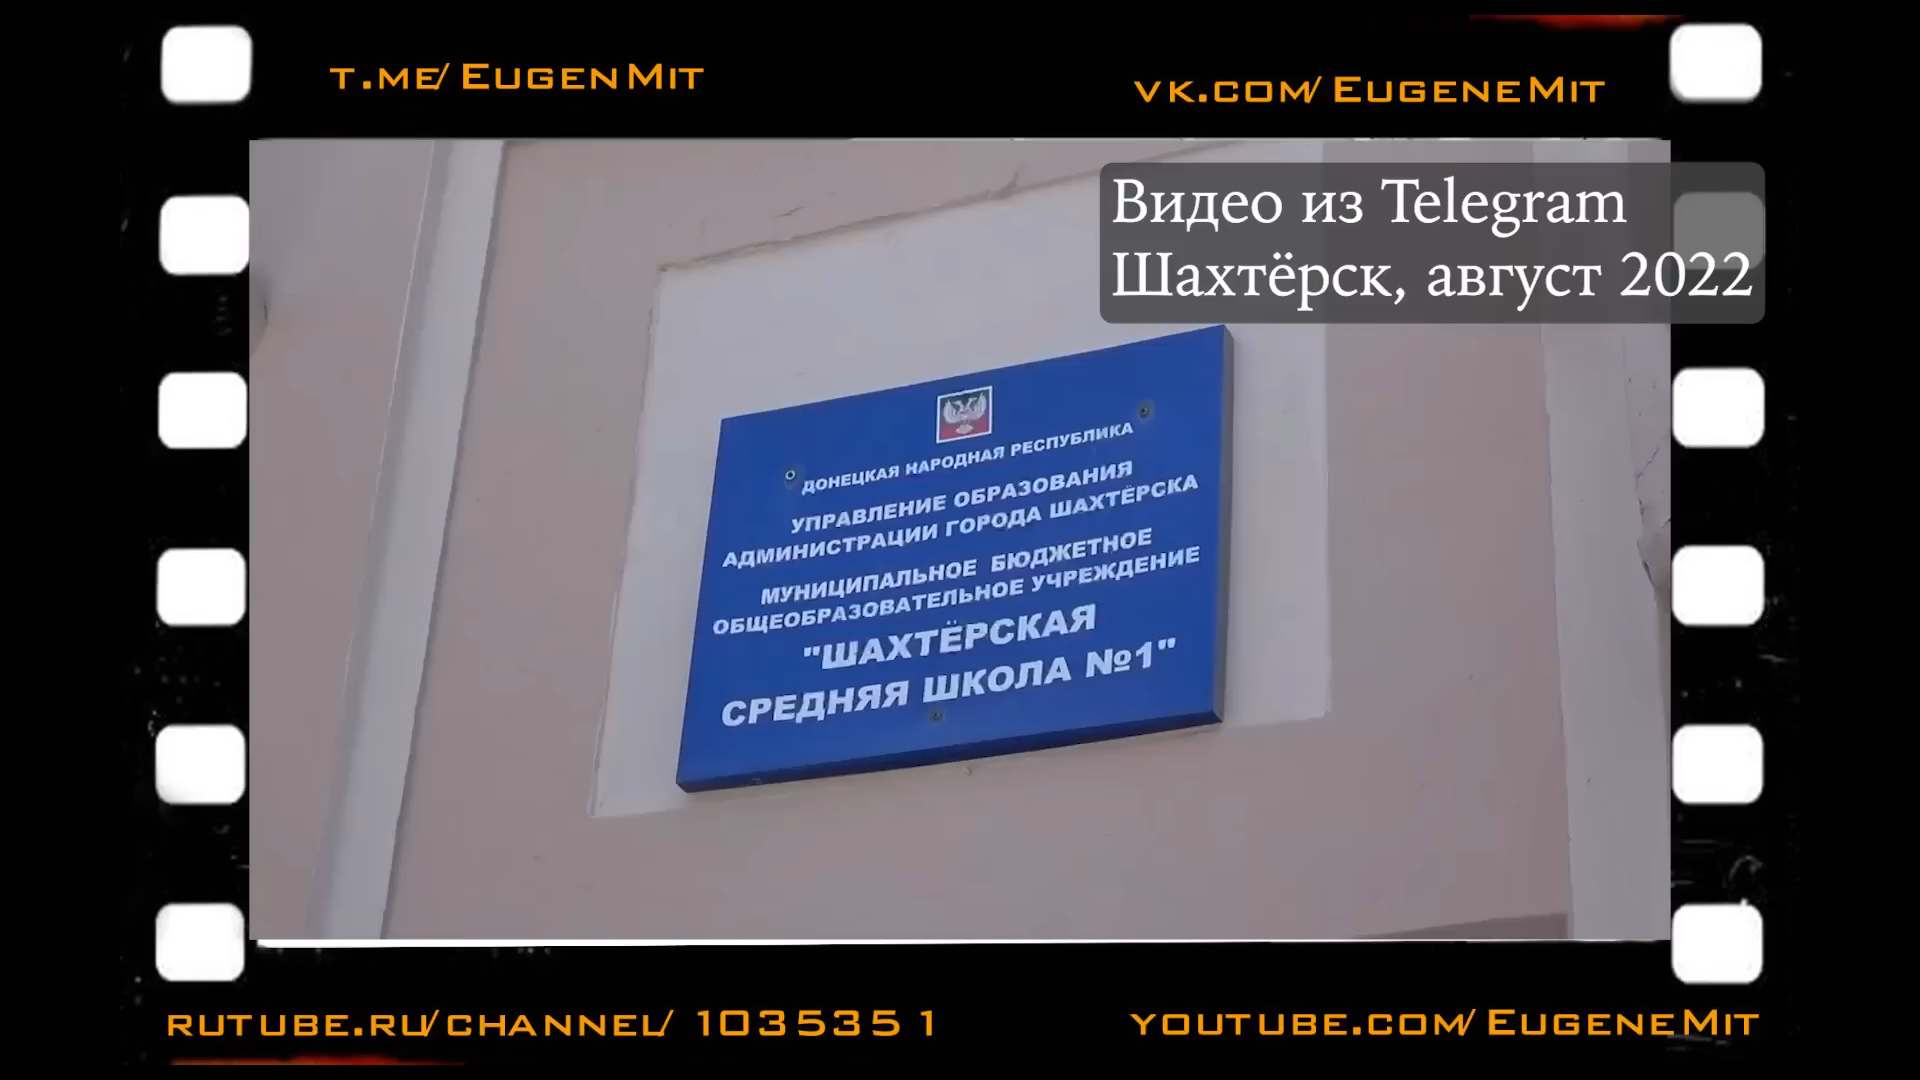 T.ME/EUGENMIT
VK.COM/EUGENEMIT
Видео из Telegram
Шахтёрск, август 2022
ДОНЕЦКАЯ НАРОДНАЯ РЕСПУБЛИКА
УПРАВЛЕНИЕ ОБРАЗОВАНИЯ
АДМИНИСТРАЦИИ ГОРОДА ШАХТЁРСКА
МУНИЦИПАЛЬНОЕ БЮДЖЕТНОЕ
ОБЩЕОБРАЗОВАТЕЛЬНОЕ УЧРЕЖДЕНИЕ
"ШАХТЁРСКАЯ
СРЕДНЯЯ ШКОЛА №1"
RUTUBE.RU/CHANNEL/1035351
YOUTUBE.COM/EUGENEMIT